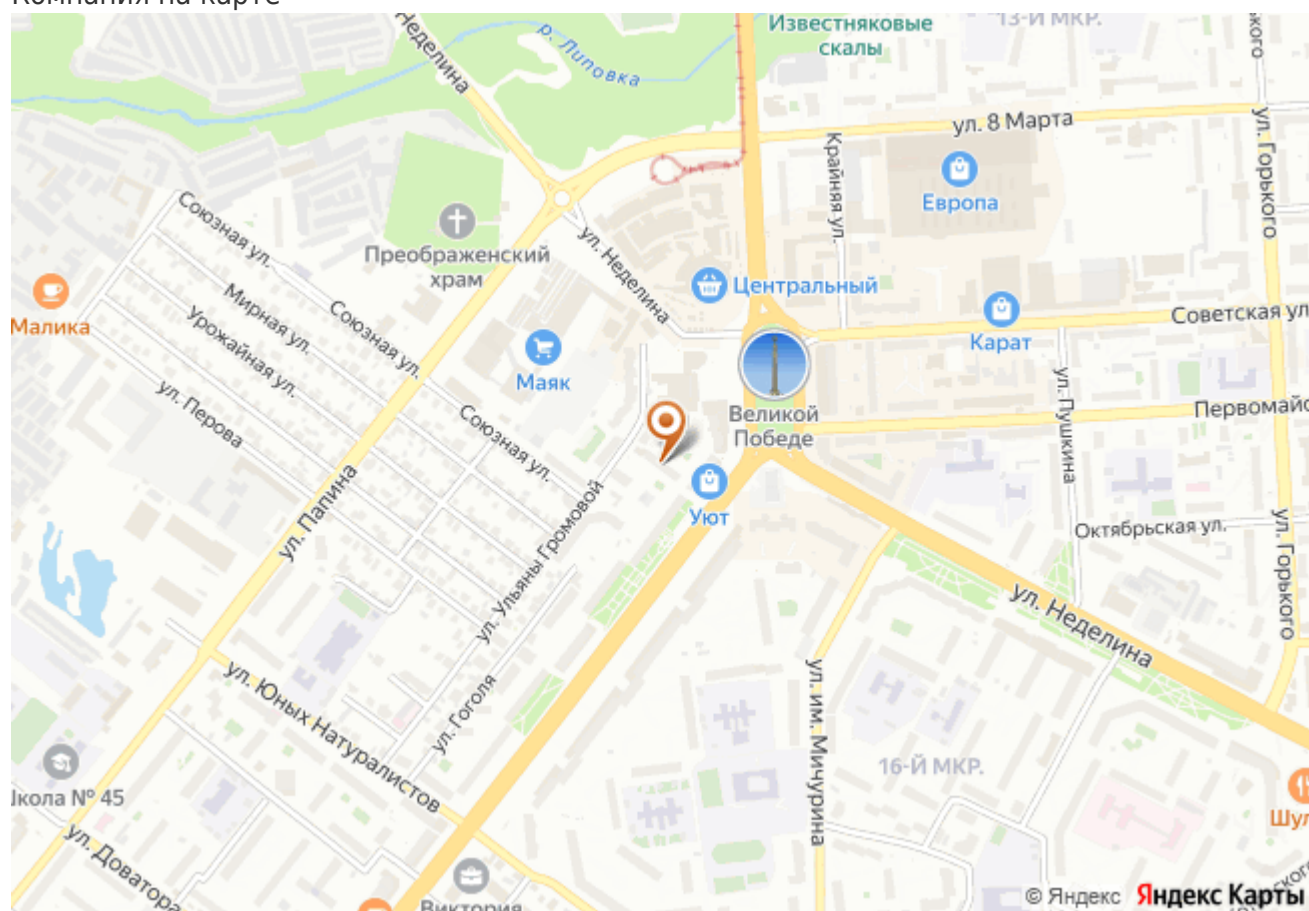 Компания на карте
Известняковые
скалы
13-Й МКР.
Неделина
р. Липовка
ул. 8 Марта
Крайняя ул.
ул. Горького
Европа
Союзная ул.
Преображенский
храм
ул. Неделина
Центральный
Малика
Мирная ул.
Союзная ул.
Урожайная ул.
Маяк
Карат
Советская ул
ул. Перова
Союзная ул.
Великой
Победе
ул. Пушкина
Первомайс
ул. Папина
Уют
Октябрьская ул.
ул. Ульяны Громовой
ул. Неделина
ул. Горького
ул. Юных Натуралистов
ул. Гоголя
ул. им. Мичурина
16-Й МКР.
Школа № 45
Шул
ул. Доватора
Виктория
© Яндекс Яндекс Карты